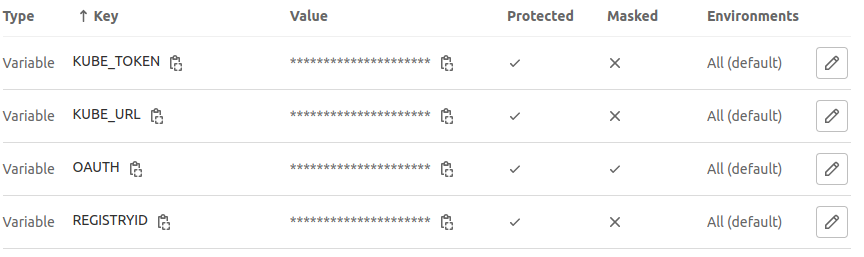 Type ↑ Key Value Protected Masked Environments
Variable KUBE_TOKEN ********************* ✓ ✕ All (default)
Variable KUBE_URL ********************* ✓ ✕ All (default)
Variable OAUTH ********************* ✓ ✓ All (default)
Variable REGISTRYID ********************* ✓ ✕ All (default)